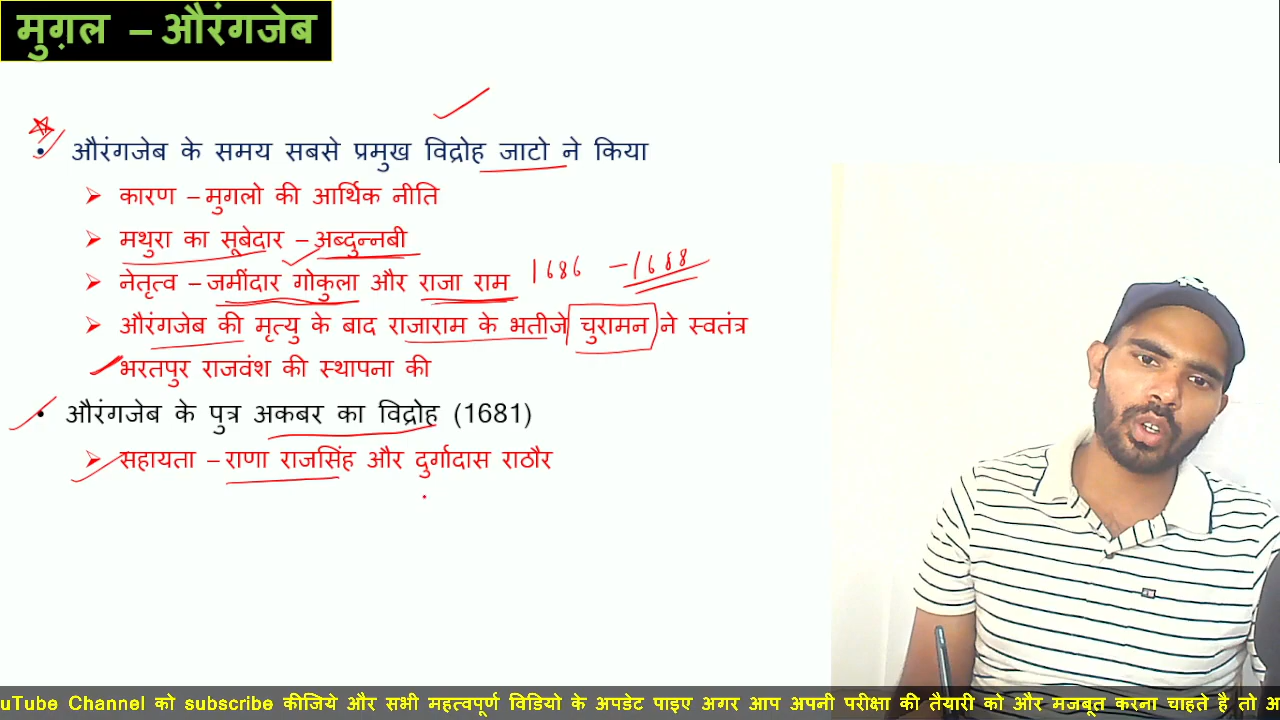 मुग़ल – औरंगजेब
• औरंगजेब के समय सबसे प्रमुख विद्रोह जाटो ने किया
➢ कारण – मुगलो की आर्थिक नीति
➢ मथुरा का सूबेदार – अब्दुन्नबी
➢ नेतृत्व – जमींदार गोकुला और राजा राम 1686 – 1688
➢ औरंगजेब की मृत्यु के बाद राजाराम के भतीजे चुरामन ने स्वतंत्र
भरतपुर राजवंश की स्थापना की
• औरंगजेब के पुत्र अकबर का विद्रोह (1681)
➢ सहायता – राणा राजसिंह और दुर्गादास राठौर
uTube Channel को subscribe कीजिये और सभी महत्वपूर्ण विडियो के अपडेट पाइए अगर आप अपनी परीक्षा की तैयारी को और मजबूत करना चाहते है तो अ